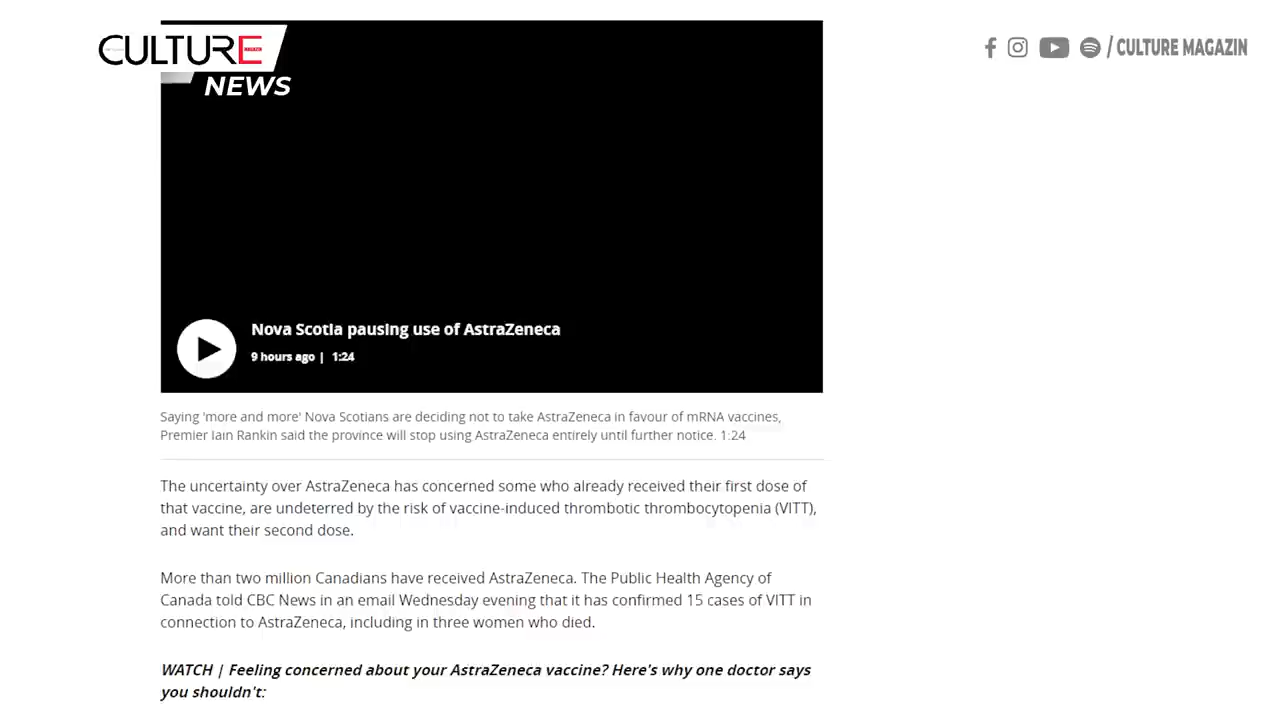 CULTURE
NEWS
/ CULTURE MAGAZIN
Nova Scotia pausing use of AstraZeneca
9 hours ago | 1:24
Saying 'more and more' Nova Scotians are deciding not to take AstraZeneca in favour of mRNA vaccines,
Premier Iain Rankin said the province will stop using AstraZeneca entirely until further notice. 1:24
The uncertainty over AstraZeneca has concerned some who already received their first dose of
that vaccine, are undeterred by the risk of vaccine-induced thrombotic thrombocytopenia (VITT),
and want their second dose.
More than two million Canadians have received AstraZeneca. The Public Health Agency of
Canada told CBC News in an email Wednesday evening that it has confirmed 15 cases of VITT in
connection to AstraZeneca, including in three women who died.
WATCH | Feeling concerned about your AstraZeneca vaccine? Here's why one doctor says
you shouldn't: